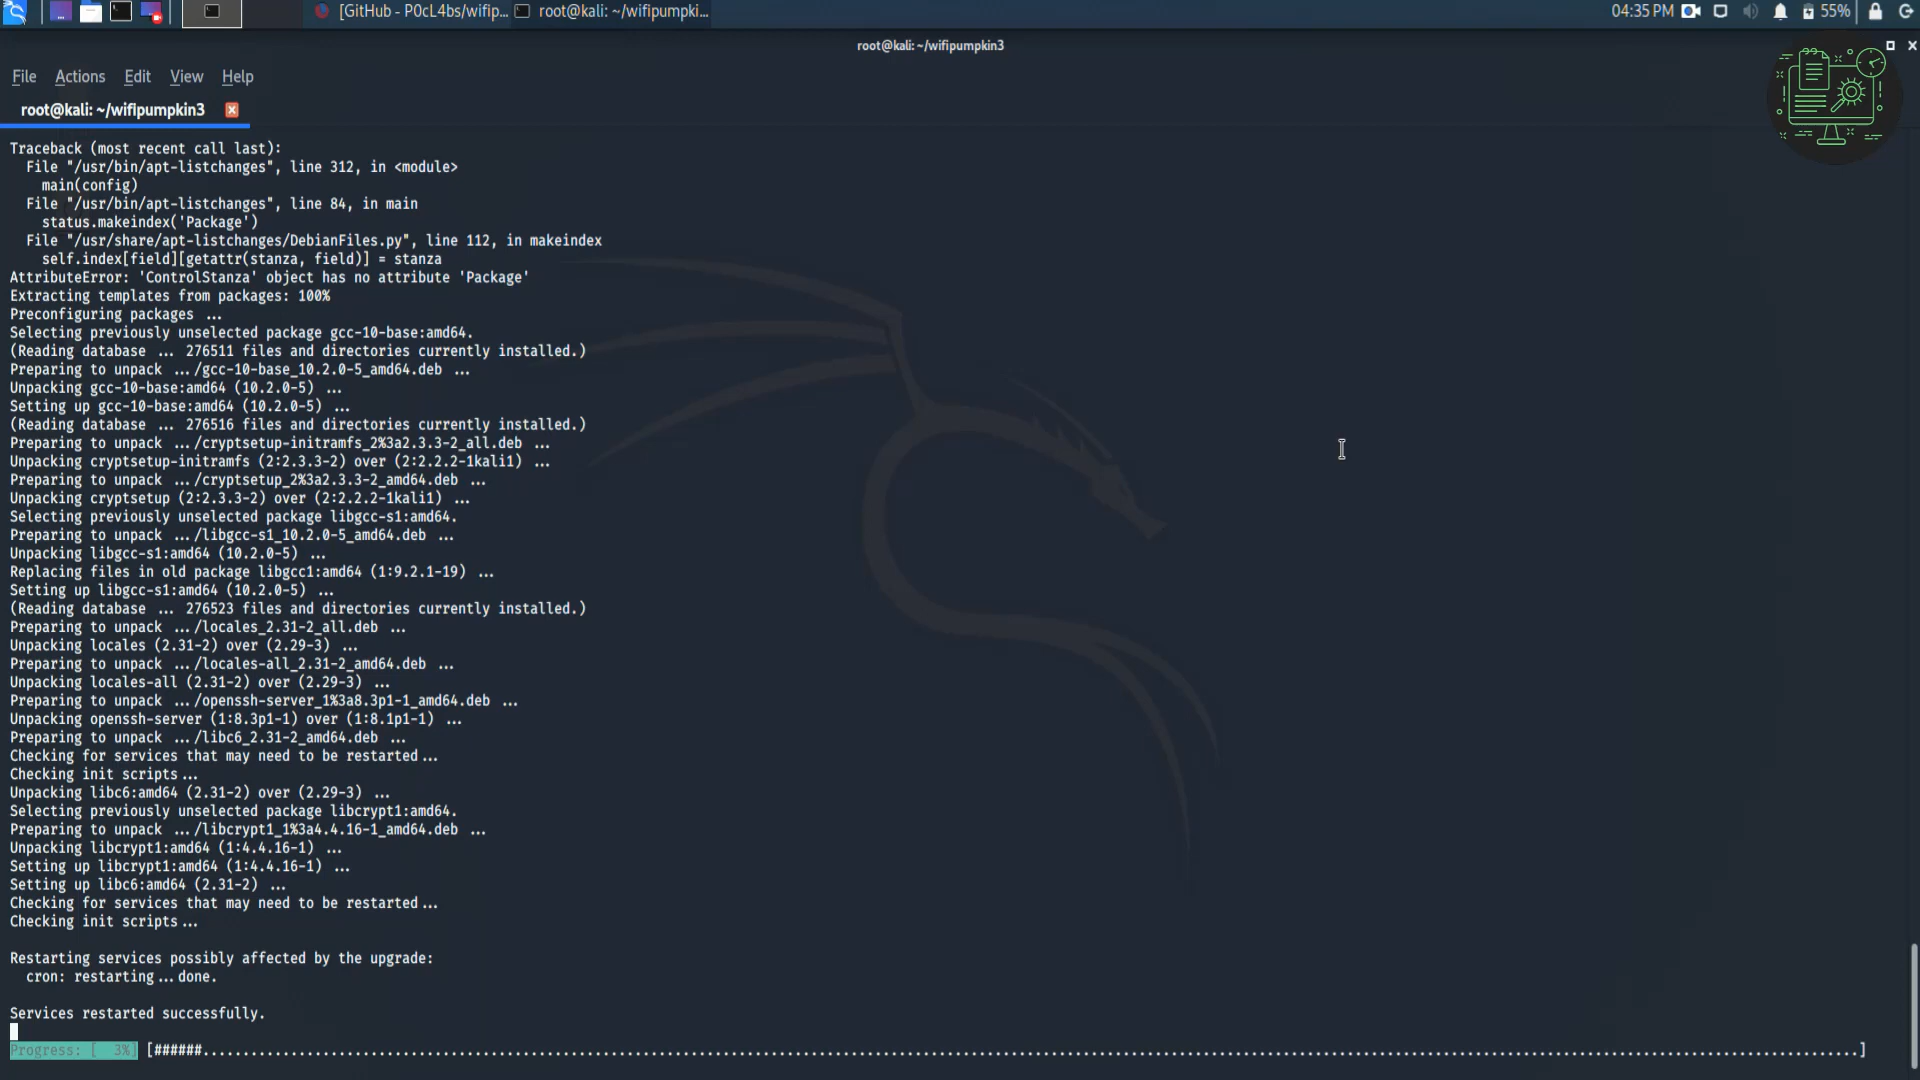 [GitHub - P0cL4bs/wifip...
root@kali: ~/wifipumpki...
04:35 PM
55%
root@kali: ~/wifipumpkin3
File Actions Edit View Help
root@kali: ~/wifipumpkin3
Traceback (most recent call last):
File "/usr/bin/apt-listchanges", line 312, in <module>
main(config)
File "/usr/bin/apt-listchanges", line 84, in main
status.makeindex('Package')
File "/usr/share/apt-listchanges/DebianFiles.py", line 112, in makeindex
self.index[field][getattr(stanza, field)] = stanza
AttributeError: 'ControlStanza' object has no attribute 'Package'
Extracting templates from packages: 100%
Preconfiguring packages ...
Selecting previously unselected package gcc-10-base:amd64.
(Reading database ... 276511 files and directories currently installed.)
Preparing to unpack .../gcc-10-base_10.2.0-5_amd64.deb ...
Unpacking gcc-10-base:amd64 (10.2.0-5) ...
Setting up gcc-10-base:amd64 (10.2.0-5) ...
(Reading database ... 276516 files and directories currently installed.)
Preparing to unpack .../cryptsetup-initramfs_2%3a2.3.3-2_all.deb ...
Unpacking cryptsetup-initramfs (2:2.3.3-2) over (2:2.2.2-1kali1) ...
Preparing to unpack .../cryptsetup_2%3a2.3.3-2_amd64.deb ...
Unpacking cryptsetup (2:2.3.3-2) over (2:2.2.2-1kali1) ...
Selecting previously unselected package libgcc-s1:amd64.
Preparing to unpack .../libgcc-s1_10.2.0-5_amd64.deb ...
Unpacking libgcc-s1:amd64 (10.2.0-5) ...
Replacing files in old package libgcc1:amd64 (1:9.2.1-19) ...
Setting up libgcc-s1:amd64 (10.2.0-5) ...
(Reading database ... 276523 files and directories currently installed.)
Preparing to unpack .../locales_2.31-2_all.deb ...
Unpacking locales (2.31-2) over (2.29-3) ...
Preparing to unpack .../locales-all_2.31-2_amd64.deb ...
Unpacking locales-all (2.31-2) over (2.29-3) ...
Preparing to unpack .../openssh-server_1%3a8.3p1-1_amd64.deb ...
Unpacking openssh-server (1:8.3p1-1) over (1:8.1p1-1) ...
Preparing to unpack .../libc6_2.31-2_amd64.deb ...
Checking for services that may need to be restarted...
Checking init scripts...
Unpacking libc6:amd64 (2.31-2) over (2.29-3) ...
Selecting previously unselected package libcrypt1:amd64.
Preparing to unpack .../libcrypt1_1%3a4.4.16-1_amd64.deb ...
Unpacking libcrypt1:amd64 (1:4.4.16-1) ...
Setting up libcrypt1:amd64 (1:4.4.16-1) ...
Setting up libc6:amd64 (2.31-2) ...
Checking for services that may need to be restarted...
Checking init scripts...
Restarting services possibly affected by the upgrade:
cron: restarting...done.
Services restarted successfully.
Progress: [  3%] [######......................................................................]